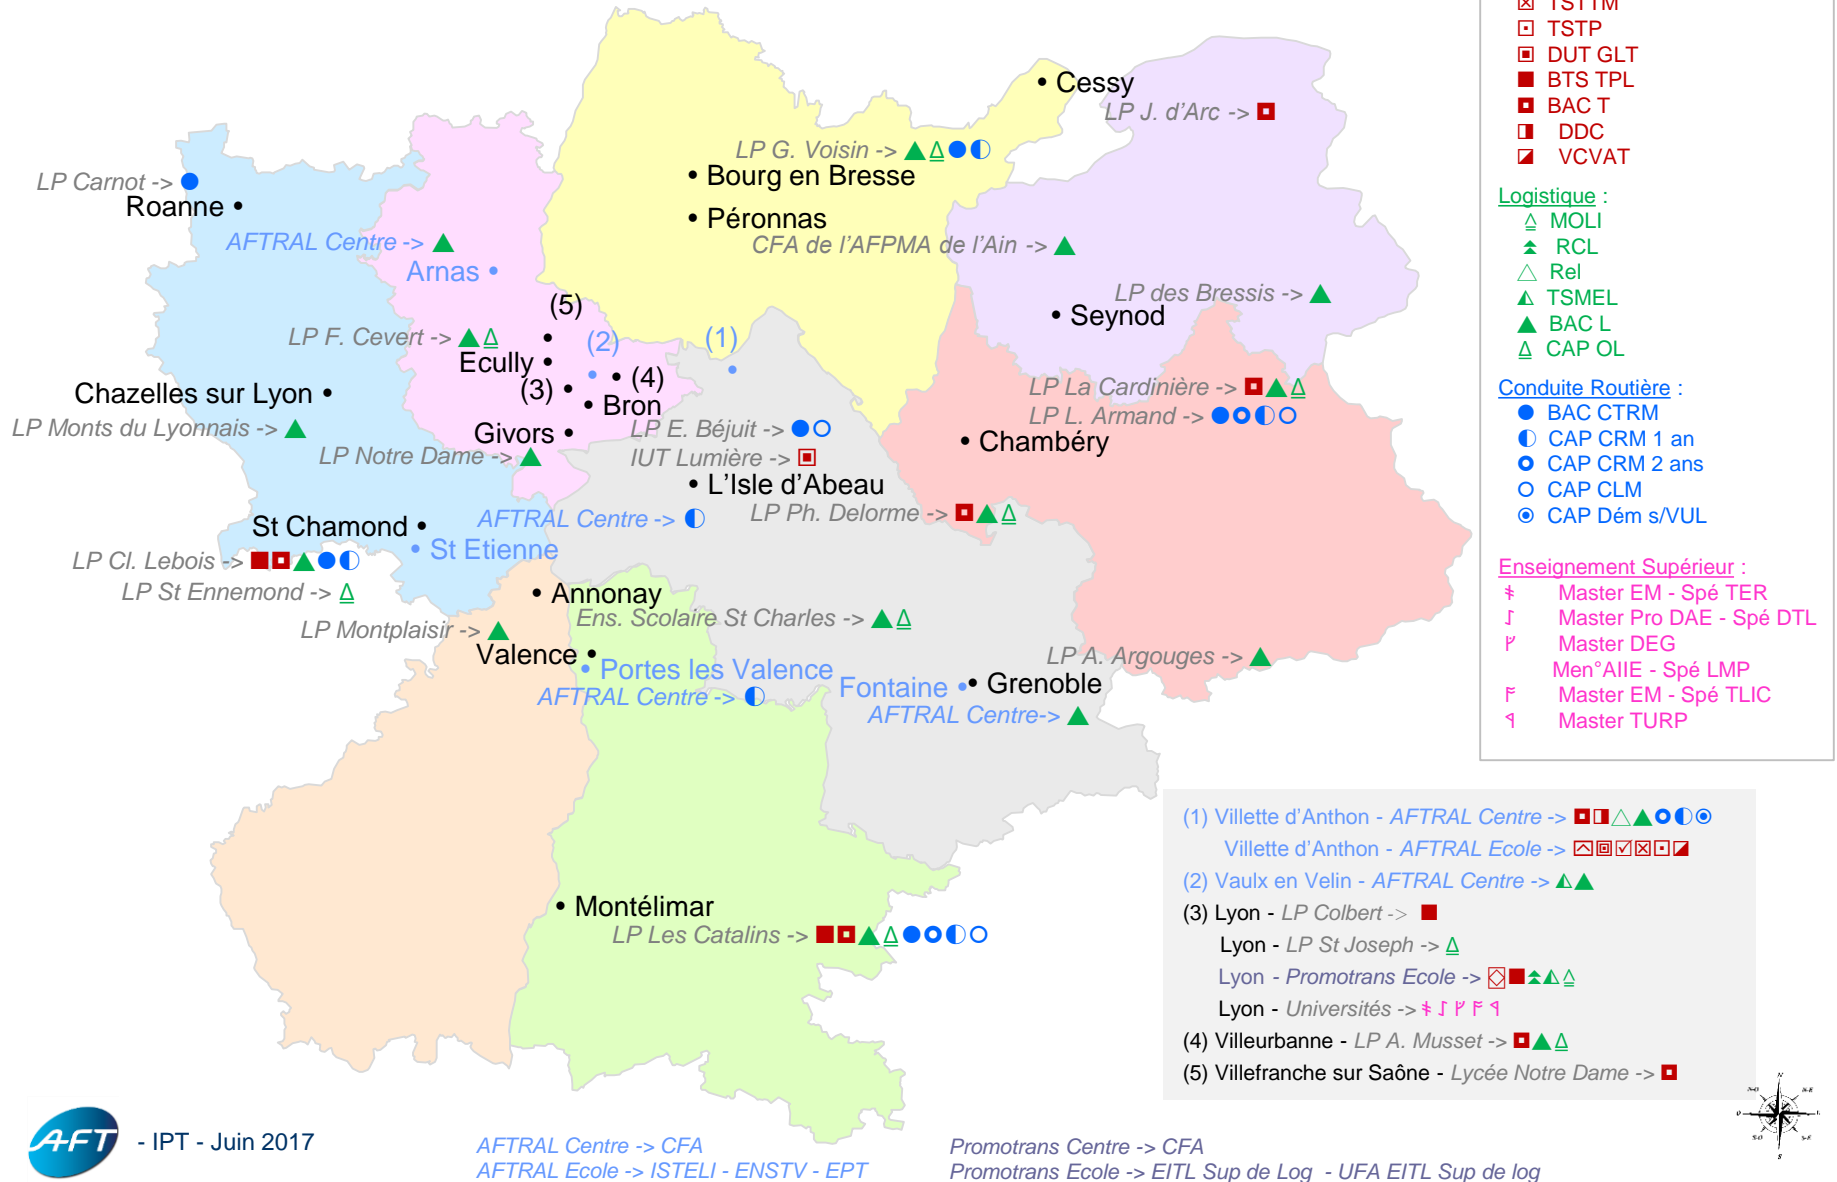 TSTTM
TSTP
DUT GLT
BTS TPL
BAC T
DDC
VCVAT
Logistique :
MOLI
RCL
Rel
TSMEL
BAC L
CAP OL
Conduite Routière :
BAC CTRM
CAP CRM 1 an
CAP CRM 2 ans
CAP CLM
CAP Dém s/VUL
Enseignement Supérieur :
Master EM - Spé TER
Master Pro DAE - Spé DTL
Master DEG
Men°AIIE - Spé LMP
Master EM - Spé TLIC
Master TURP
• Cessy
LP J. d'Arc ->
LP G. Voisin ->
• Bourg en Bresse
• Péronnas
CFA de l'AFPMA de l'Ain ->
LP Carnot ->
Roanne •
AFTRAL Centre ->
Arnas •
LP des Bressis ->
• Seynod
(5)
LP F. Cevert ->
Ecully •
(2)
(1)
(3) •
• (4)
• Bron
Chazelles sur Lyon •
LP Monts du Lyonnais ->
Givors •
LP Notre Dame ->
LP La Cardinière ->
LP L. Armand ->
• Chambéry
LP E. Béjuit ->
IUT Lumière ->
• L'Isle d'Abeau
AFTRAL Centre ->
LP Ph. Delorme ->
St Chamond •
• St Etienne
LP Cl. Lebois ->
LP St Ennemond ->
• Annonay
LP Montplaisir ->
Ens. Scolaire St Charles ->
Valence •
• Portes les Valence
AFTRAL Centre ->
LP A. Argouges ->
Fontaine •
• Grenoble
AFTRAL Centre->
• Montélimar
LP Les Catalins ->
(1) Villette d'Anthon - AFTRAL Centre ->
Villette d'Anthon - AFTRAL Ecole ->
(2) Vaulx en Velin - AFTRAL Centre ->
(3) Lyon - LP Colbert ->
Lyon - LP St Joseph ->
Lyon - Promotrans Ecole ->
Lyon - Universités ->
(4) Villeurbanne - LP A. Musset ->
(5) Villefranche sur Saône - Lycée Notre Dame ->
AFT - IPT - Juin 2017
AFTRAL Centre -> CFA
AFTRAL Ecole -> ISTELI - ENSTV - EPT
Promotrans Centre -> CFA
Promotrans Ecole -> EITL Sup de Log - UFA EITL Sup de log